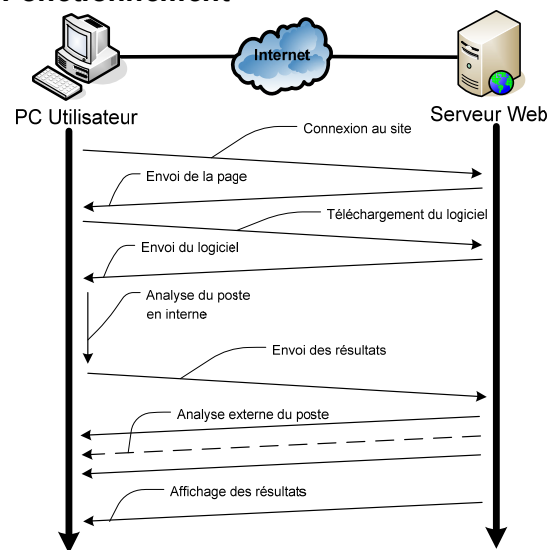 Fonctionnement
Internet
PC Utilisateur
Serveur Web
Connexion au site
Envoi de la page
Téléchargement du logiciel
Envoi du logiciel
Analyse du poste
en interne
Envoi des résultats
Analyse externe du poste
Affichage des résultats